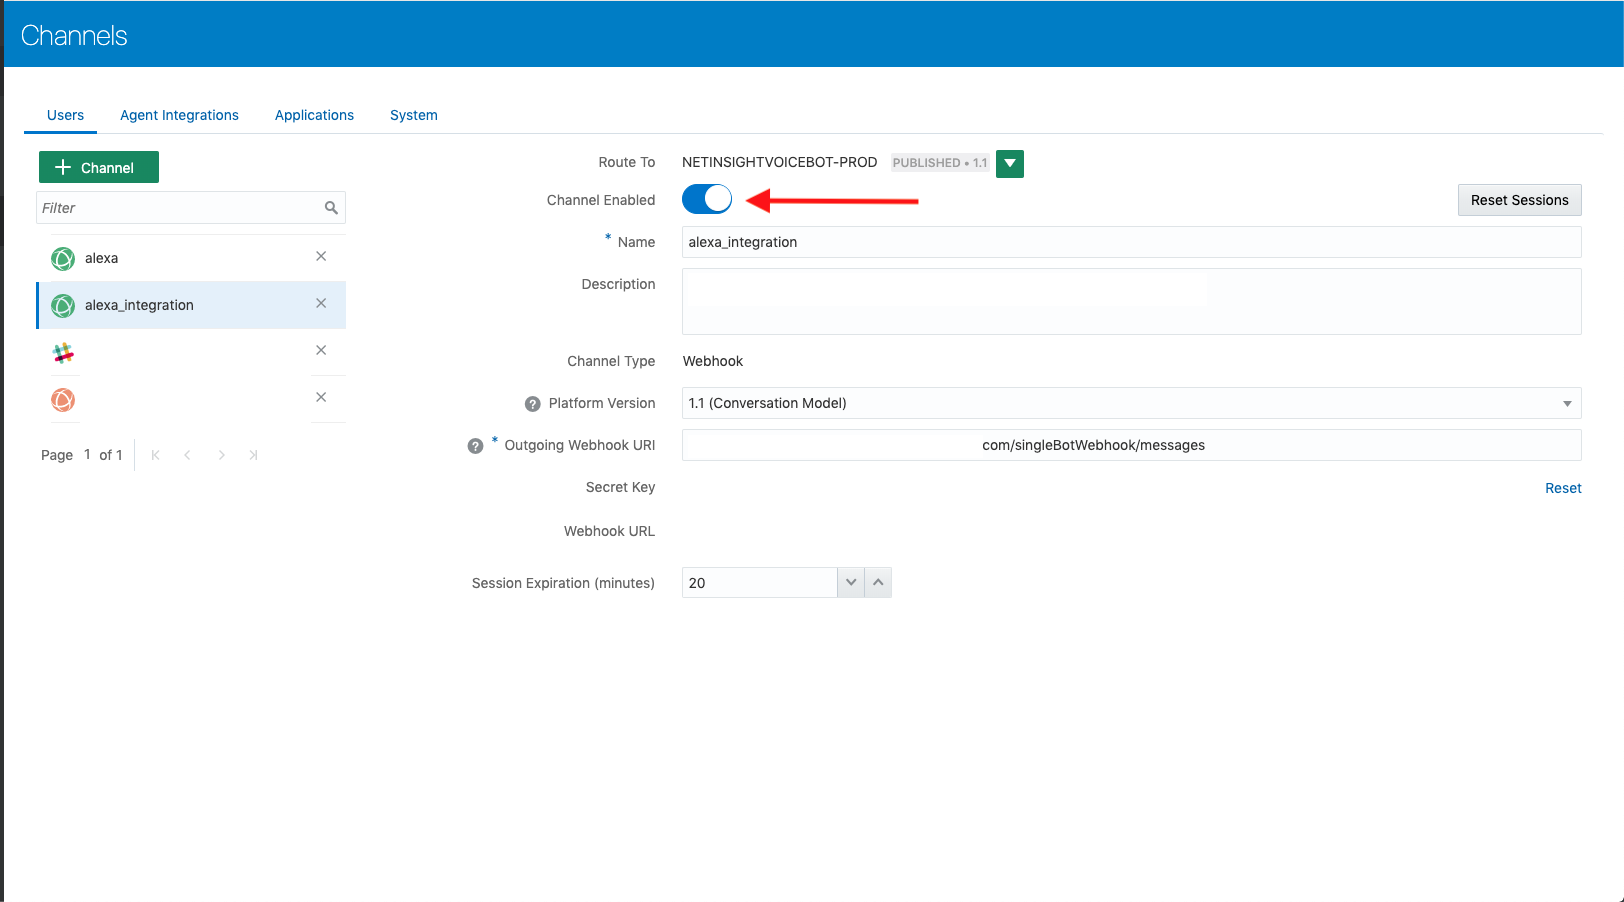 Channels
Users Agent Integrations Applications System
Channel
Filter
alexa
alexa_integration
Page 1 of 1
Route To NETINSIGHTVOICEBOT-PROD PUBLISHED • 1.1
Channel Enabled Reset Sessions
* Name alexa_integration
Description
Channel Type Webhook
? Platform Version 1.1 (Conversation Model)
? * Outgoing Webhook URI com/singleBotWebhook/messages
Secret Key Reset
Webhook URL
Session Expiration (minutes) 20